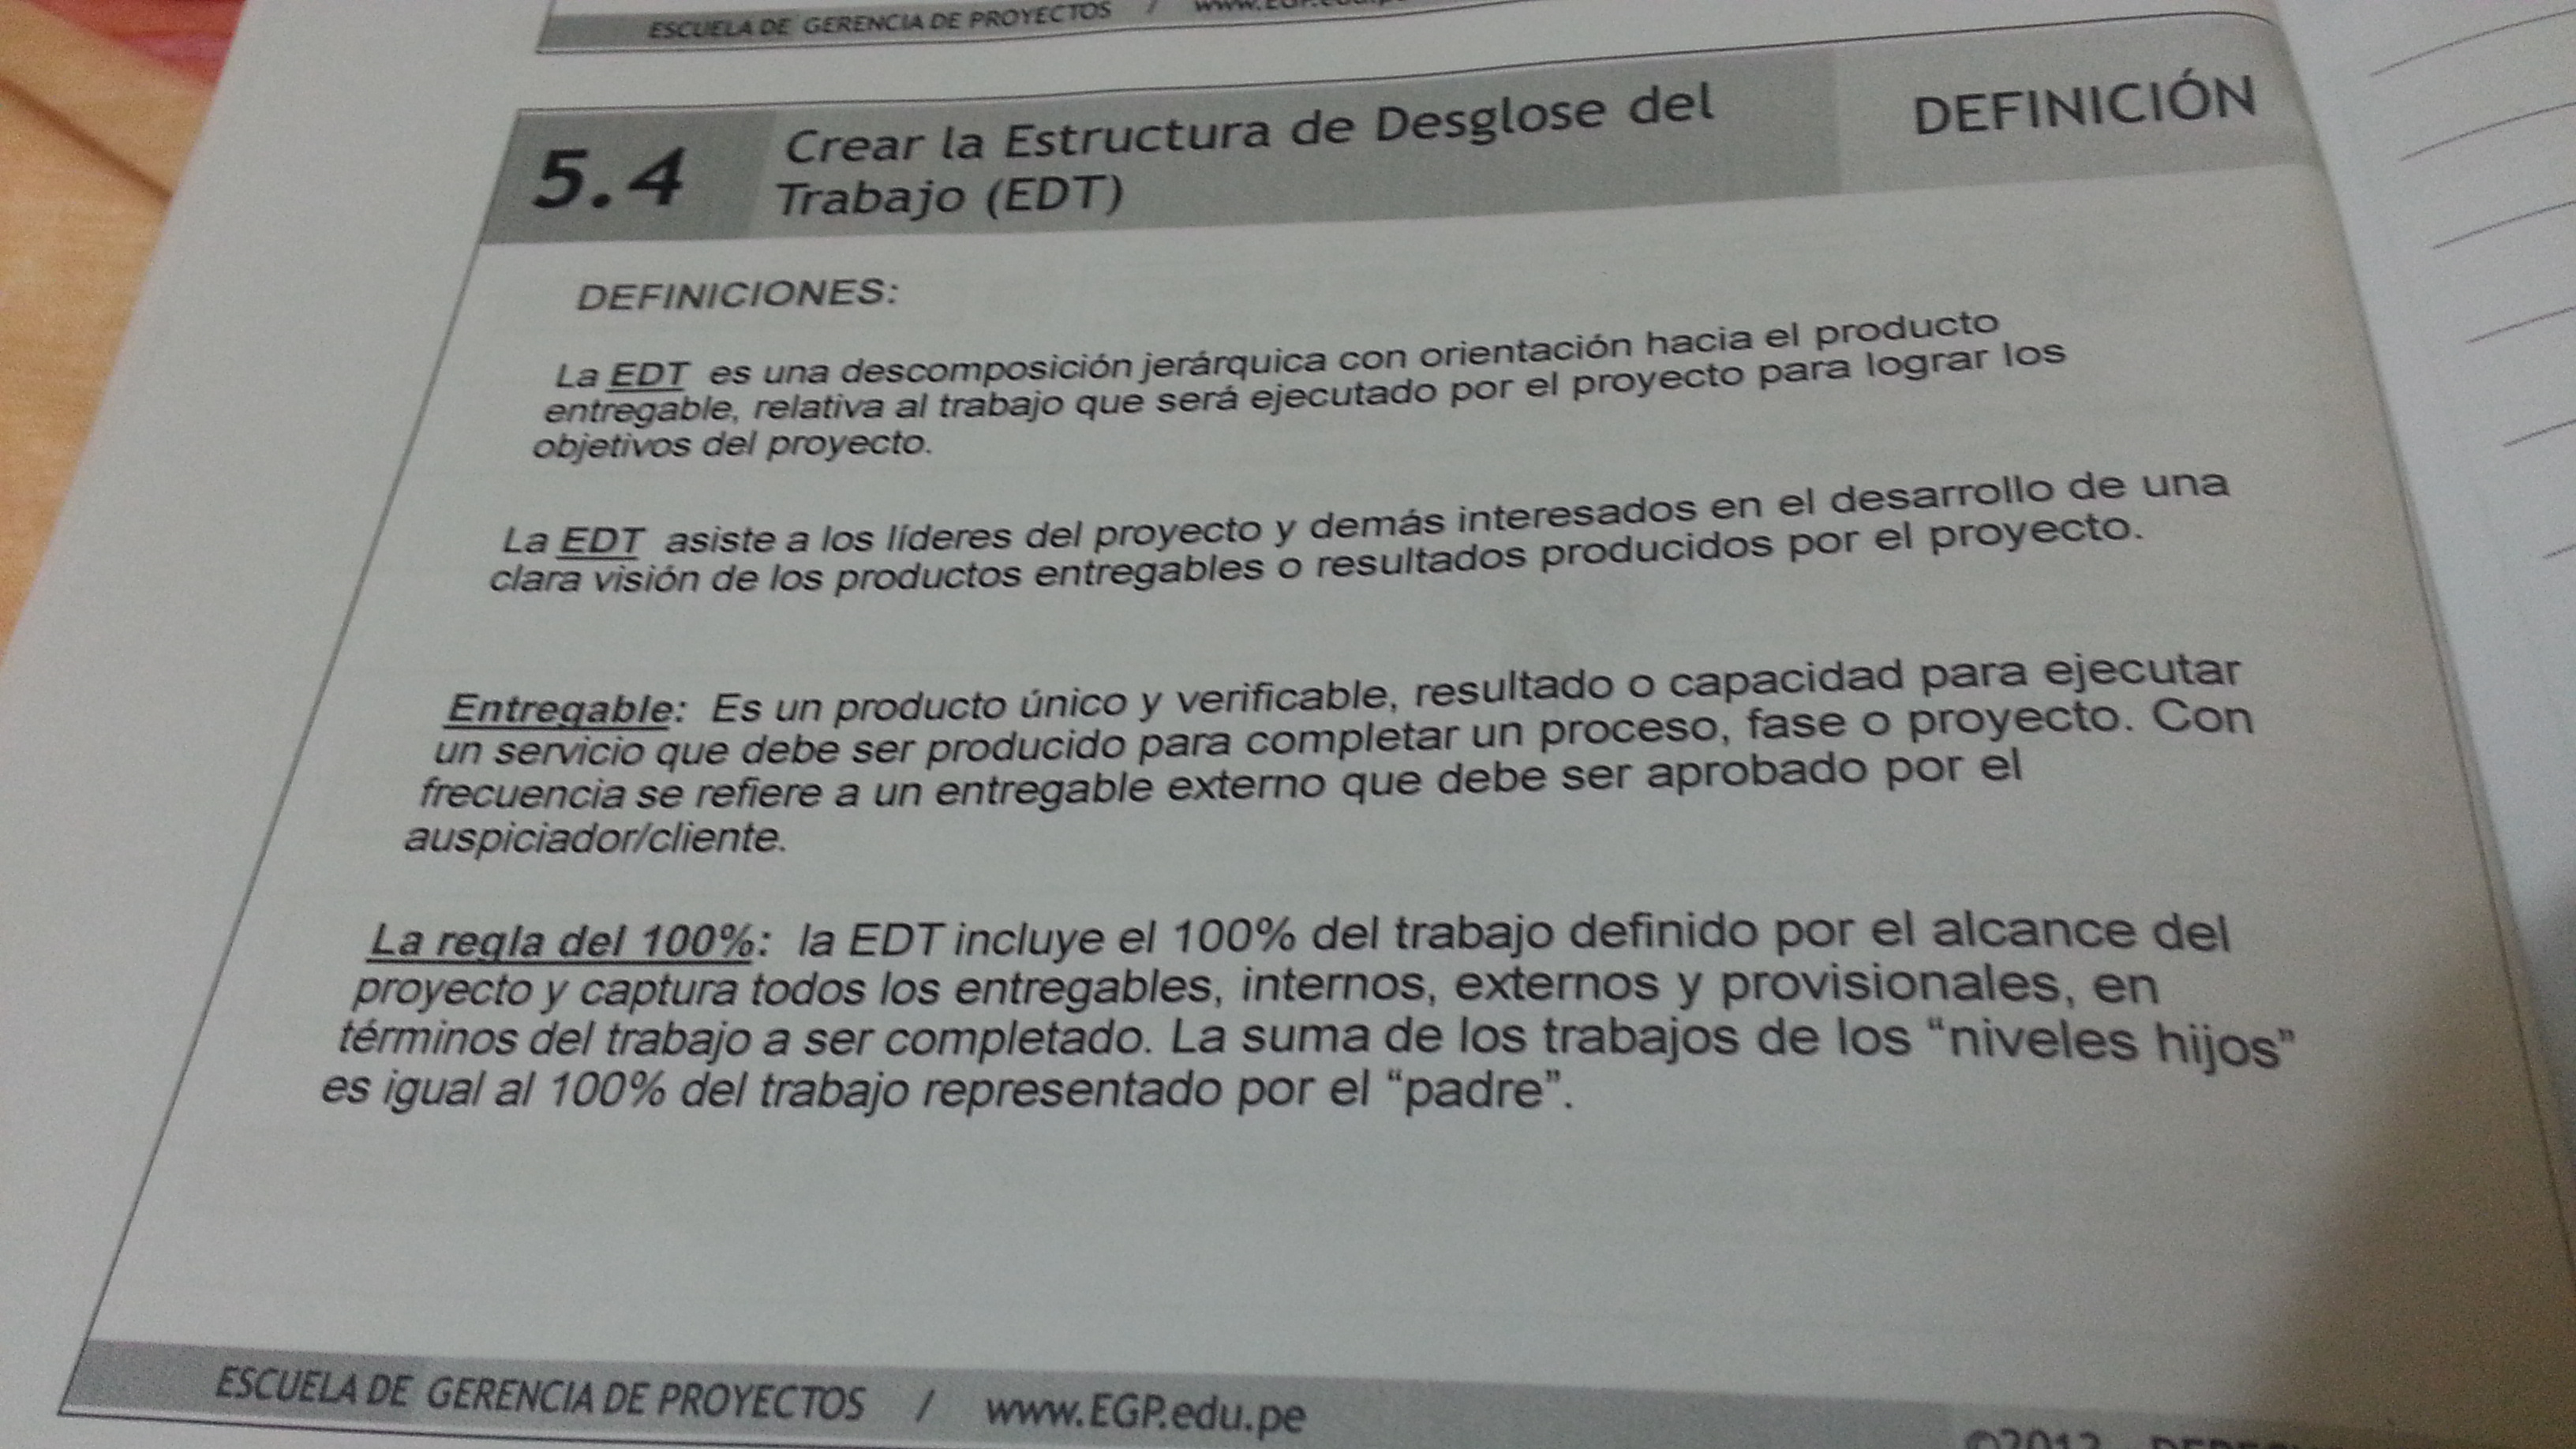 ESCUELA DE GERENCIA DE PROYECTOS /
5.4 Crear la Estructura de Desglose del
Trabajo (EDT)
DEFINICIÓN
DEFINICIONES:
La EDT es una descomposición jerárquica con orientación hacia el producto
entregable, relativa al trabajo que será ejecutado por el proyecto para lograr los
objetivos del proyecto.
La EDT asiste a los líderes del proyecto y demás interesados en el desarrollo de una
clara visión de los productos entregables o resultados producidos por el proyecto.
Entregable: Es un producto único y verificable, resultado o capacidad para ejecutar
un servicio que debe ser producido para completar un proceso, fase o proyecto. Con
frecuencia se refiere a un entregable externo que debe ser aprobado por el
auspiciador/cliente.
La regla del 100%: la EDT incluye el 100% del trabajo definido por el alcance del
proyecto y captura todos los entregables, internos, externos y provisionales, en
términos del trabajo a ser completado. La suma de los trabajos de los “niveles hijos”
es igual al 100% del trabajo representado por el “padre”.
ESCUELA DE GERENCIA DE PROYECTOS / www.EGP.edu.pe